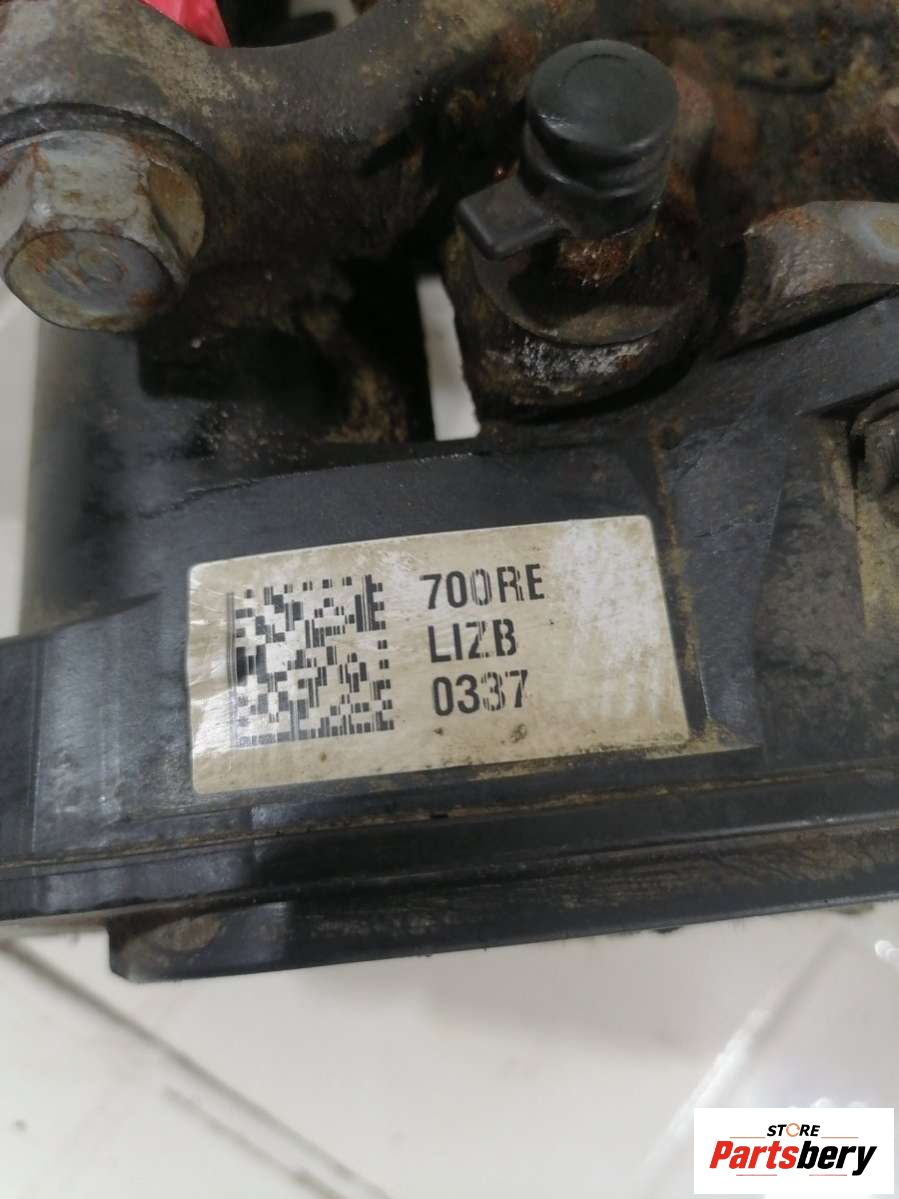 700RE
LIZB
0337
STORE
Partsbery